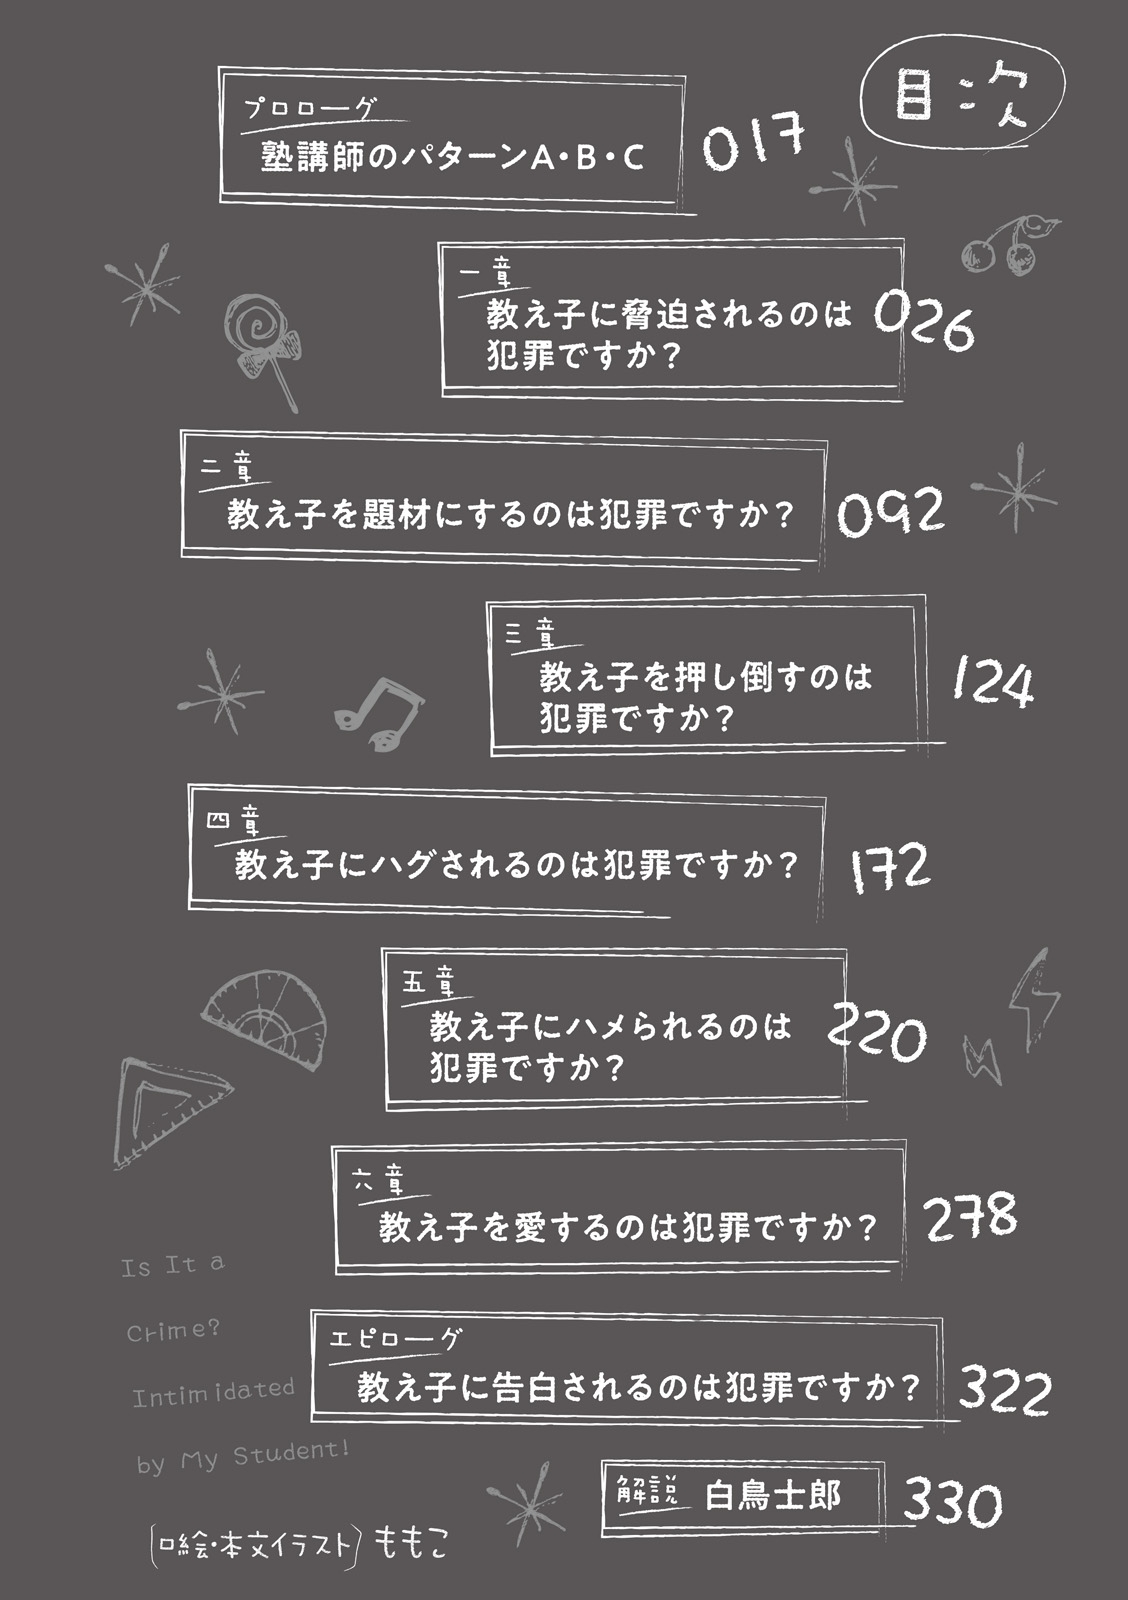 目次
プロローグ
塾講師のパターンA・B・C
017
一章
教え子に脅迫されるのは
犯罪ですか？
026
二章
教え子を題材にするのは犯罪ですか？
092
三章
教え子を押し倒すのは
犯罪ですか？
124
四章
教え子にハグされるのは犯罪ですか？
172
五章
教え子にハメられるのは
犯罪ですか？
220
六章
教え子を愛するのは犯罪ですか？
278
エピローグ
教え子に告白されるのは犯罪ですか？
322
解説 白鳥士郎
330
Is It a
Crime?
Intimidated
by My Student!
［口絵・本文イラスト］ももこ